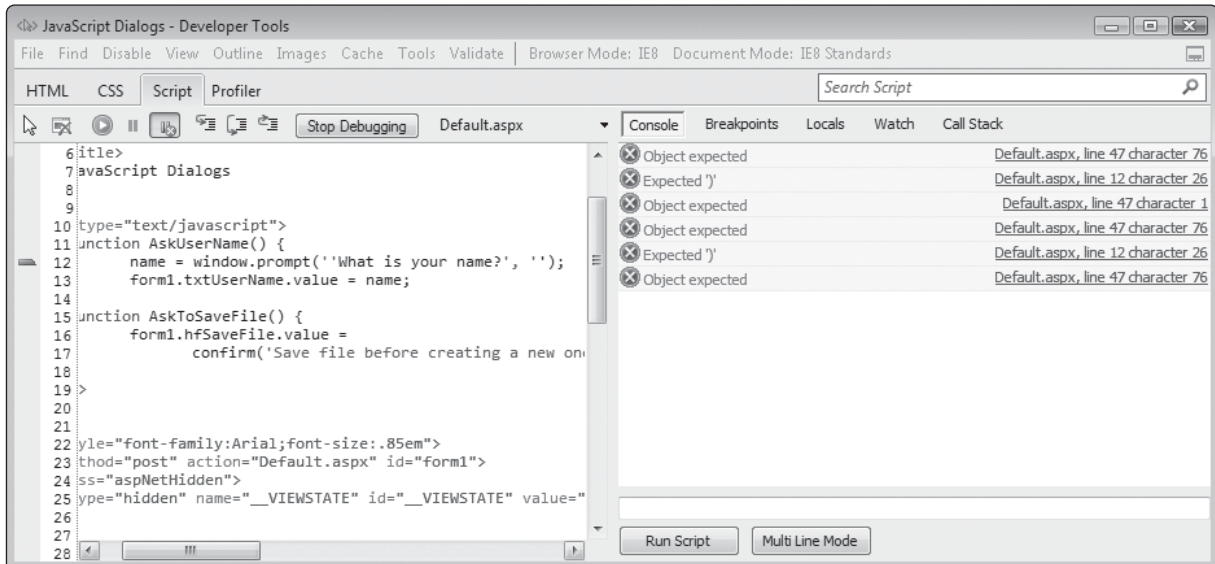 JavaScript Dialogs - Developer Tools
File Find Disable View Outline Images Cache Tools Validate | Browser Mode: IE8 Document Mode: IE8 Standards
HTML CSS Script Profiler Search Script
Stop Debugging Default.aspx Console Breakpoints Locals Watch Call Stack
6 itle>
7 avaScript Dialogs
8
9
10 type="text/javascript">
11 unction AskUserName() {
12 name = window.prompt(''What is your name?', '');
13 form1.txtUserName.value = name;
14
15 unction AskToSaveFile() {
16 form1.hfSaveFile.value =
17 confirm('Save file before creating a new on
18
19 >
20
21
22 yle="font-family:Arial;font-size:.85em">
23 thod="post" action="Default.aspx" id="form1">
24 ss="aspNetHidden">
25 ype="hidden" name="__VIEWSTATE" id="__VIEWSTATE" value="
26
27
28
Object expected Default.aspx, line 47 character 76
Expected ')' Default.aspx, line 12 character 26
Object expected Default.aspx, line 47 character 1
Object expected Default.aspx, line 47 character 76
Expected ')' Default.aspx, line 12 character 26
Object expected Default.aspx, line 47 character 76
Run Script Multi Line Mode